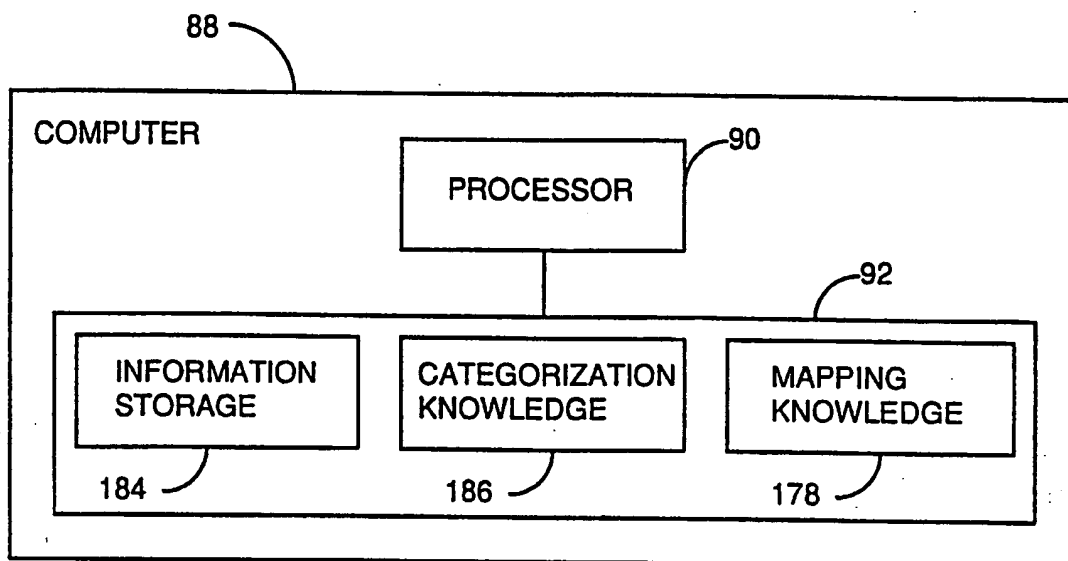 88
COMPUTER
90
PROCESSOR
92
INFORMATION
STORAGE
CATEGORIZATION
KNOWLEDGE
MAPPING
KNOWLEDGE
184
186
178